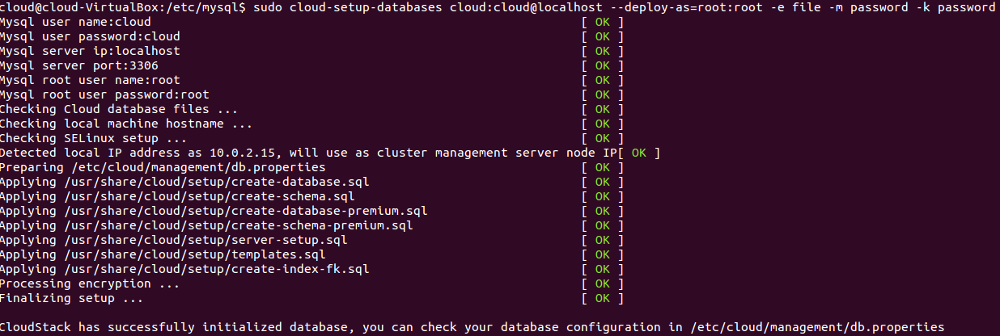 cloud@cloud-VirtualBox:/etc/mysql$ sudo cloud-setup-databases cloud:cloud@localhost --deploy-as=root:root -e file -m password -k password
Mysql user name:cloud [ OK ]
Mysql user password:cloud [ OK ]
Mysql server ip:localhost [ OK ]
Mysql server port:3306 [ OK ]
Mysql root user name:root [ OK ]
Mysql root user password:root [ OK ]
Checking Cloud database files ... [ OK ]
Checking local machine hostname ... [ OK ]
Checking SELinux setup ... [ OK ]
Detected local IP address as 10.0.2.15, will use as cluster management server node IP[ OK ]
Preparing /etc/cloud/management/db.properties [ OK ]
Applying /usr/share/cloud/setup/create-database.sql [ OK ]
Applying /usr/share/cloud/setup/create-schema.sql [ OK ]
Applying /usr/share/cloud/setup/create-database-premium.sql [ OK ]
Applying /usr/share/cloud/setup/create-schema-premium.sql [ OK ]
Applying /usr/share/cloud/setup/server-setup.sql [ OK ]
Applying /usr/share/cloud/setup/templates.sql [ OK ]
Applying /usr/share/cloud/setup/create-index-fk.sql [ OK ]
Processing encryption ... [ OK ]
Finalizing setup ... [ OK ]
CloudStack has successfully initialized database, you can check your database configuration in /etc/cloud/management/db.properties